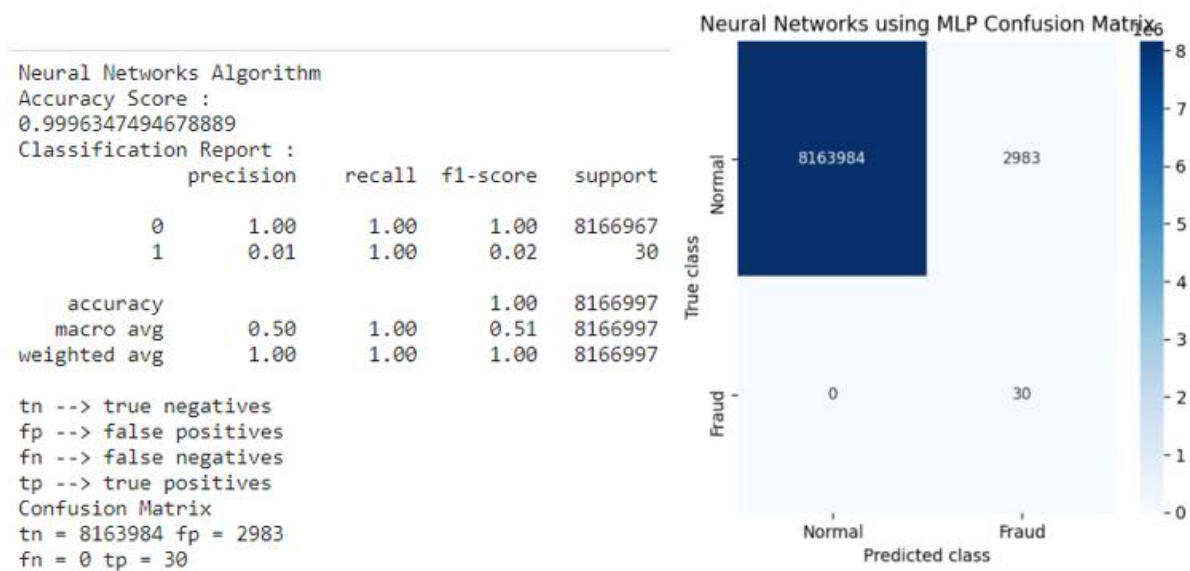 Neural Networks Algorithm
Accuracy Score :
0.9996347494678889
Classification Report :
precision recall f1-score support
0 1.00 1.00 1.00 8166967
1 0.01 1.00 0.02 30
accuracy 1.00 8166997
macro avg 0.50 1.00 0.51 8166997
weighted avg 1.00 1.00 1.00 8166997
tn --> true negatives
fp --> false positives
fn --> false negatives
tp --> true positives
Confusion Matrix
tn = 8163984 fp = 2983
fn = 0 tp = 30
Neural Networks using MLP Confusion Matrix
1e6
8
7
6
5
4
3
2
1
0
True class
Normal
8163984 2983
Fraud
0 30
Normal Fraud
Predicted class